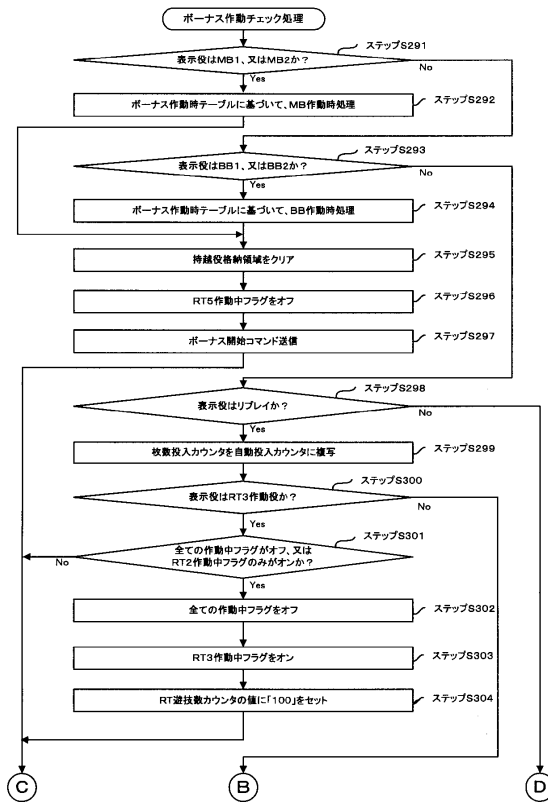 ボーナス作動チェック処理
ステップS291
表示役はMB1、又はMB2か？
No
Yes
ボーナス作動時テーブルに基づいて、MB作動時処理
ステップS292
ステップS293
表示役はBB1、又はBB2か？
No
Yes
ボーナス作動時テーブルに基づいて、BB作動時処理
ステップS294
持越役格納領域をクリア
ステップS295
RT5作動中フラグをオフ
ステップS296
ボーナス開始コマンド送信
ステップS297
ステップS298
表示役はリプレイか？
No
Yes
枚数投入カウンタを自動投入カウンタに複写
ステップS299
ステップS300
表示役はRT3作動役か？
No
Yes
ステップS301
全ての作動中フラグがオフ、又は
RT2作動中フラグのみがオンか？
No
Yes
全ての作動中フラグをオフ
ステップS302
RT3作動中フラグをオン
ステップS303
RT遊技数カウンタの値に「100」をセット
ステップS304
C
B
D